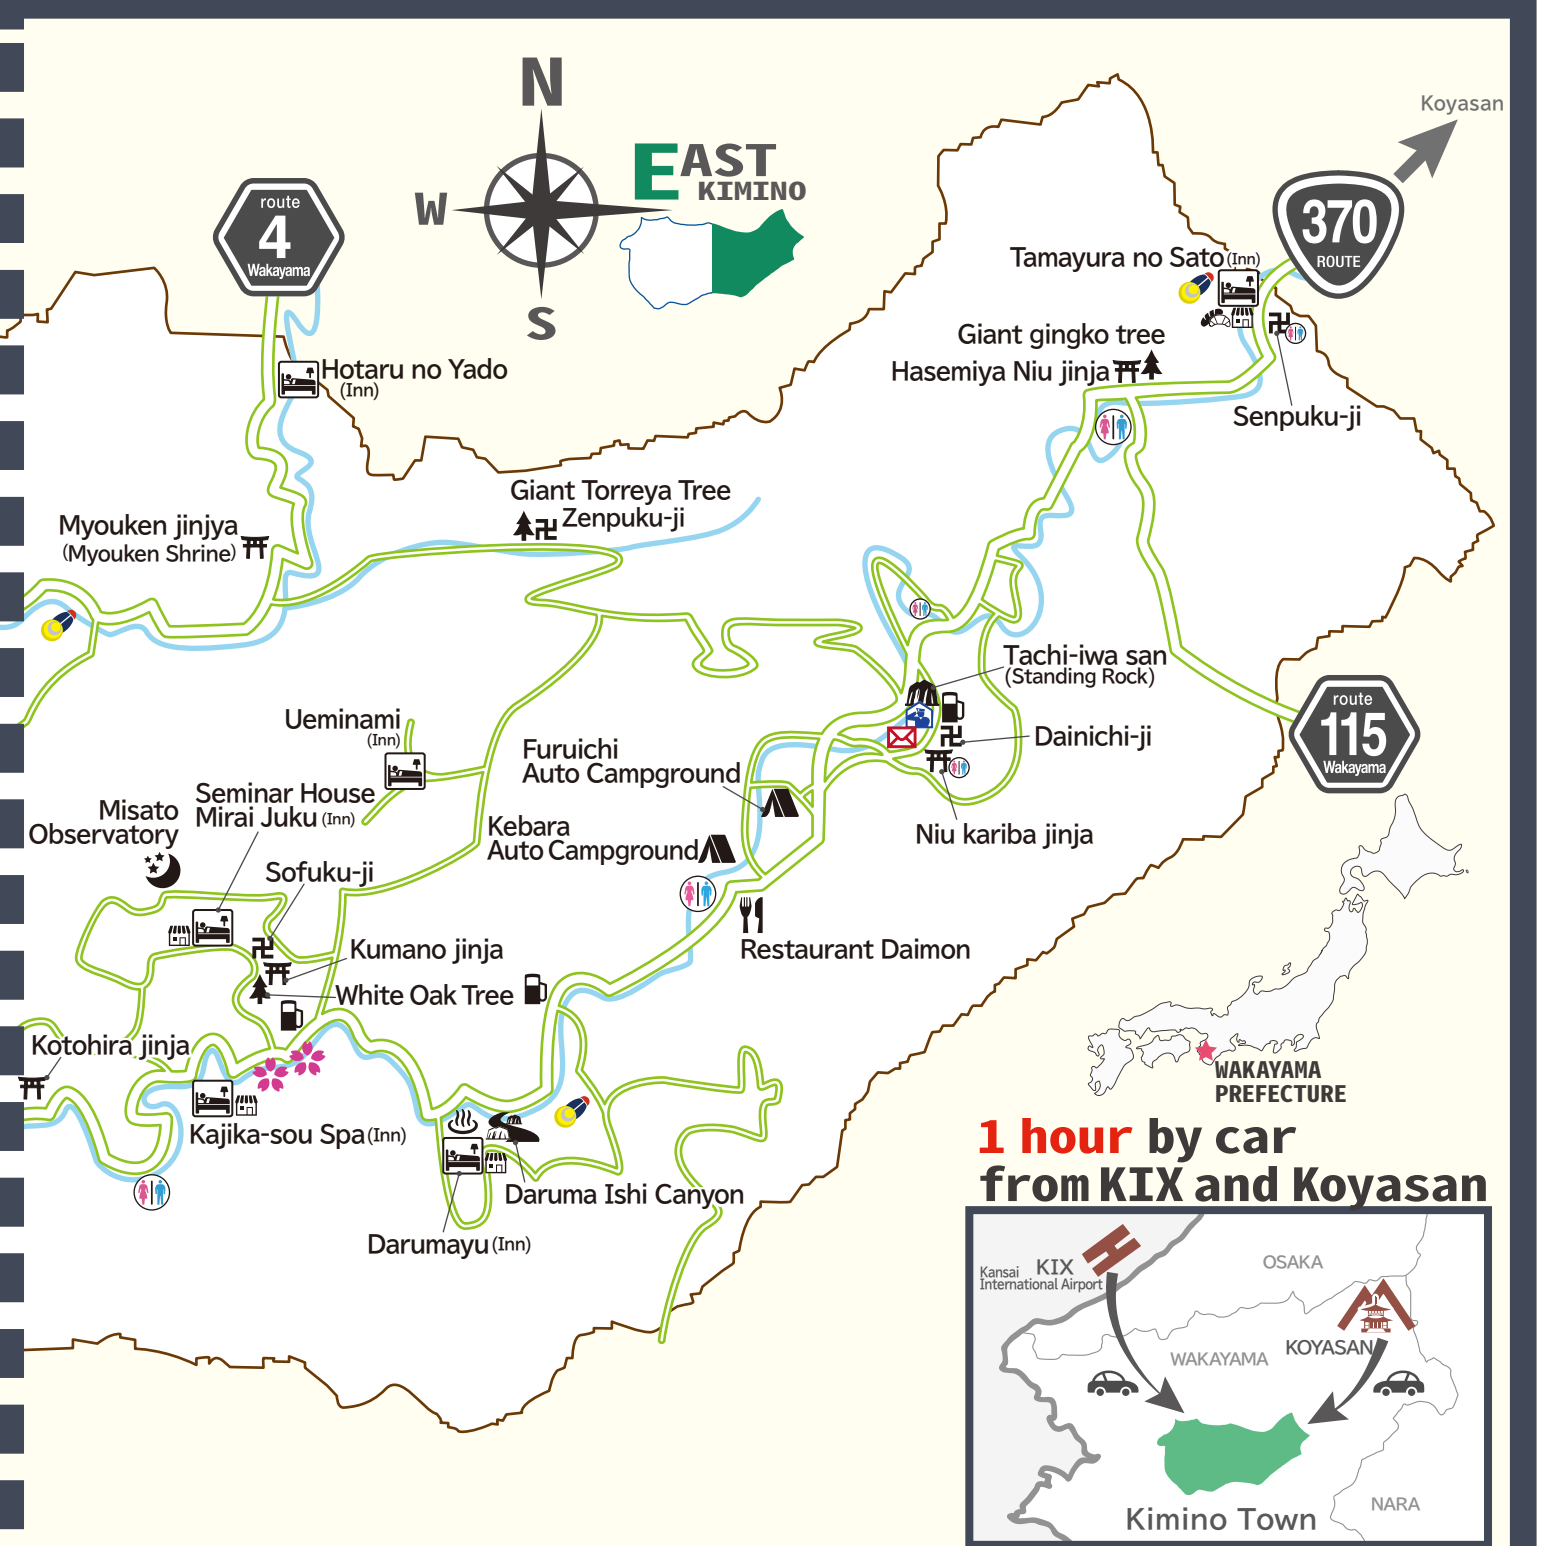 N
Koyasan
EAST
KIMINO
W
S
route
4
Wakayama
370
ROUTE
Tamayura no Sato (Inn)
Giant gingko tree
Hasemiya Niu jinja
Hotaru no Yado
(Inn)
Senpuku-ji
Giant Torreya Tree
Zenpuku-ji
Myouken jinjya
(Myouken Shrine)
Tachi-iwa san
(Standing Rock)
route
115
Wakayama
Ueminami
(Inn)
Dainichi-ji
Furuichi
Auto Campground
Seminar House
Mirai Juku (Inn)
Misato
Observatory
Kebara
Auto Campground
Niu kariba jinja
Sofuku-ji
Kumano jinja
Restaurant Daimon
White Oak Tree
Kotohira jinja
WAKAYAMA
PREFECTURE
Kajika-sou Spa (Inn)
1 hour by car
from KIX and Koyasan
Daruma Ishi Canyon
Darumayu (Inn)
KIX
Kansai
International Airport
OSAKA
WAKAYAMA
KOYASAN
NARA
Kimino Town